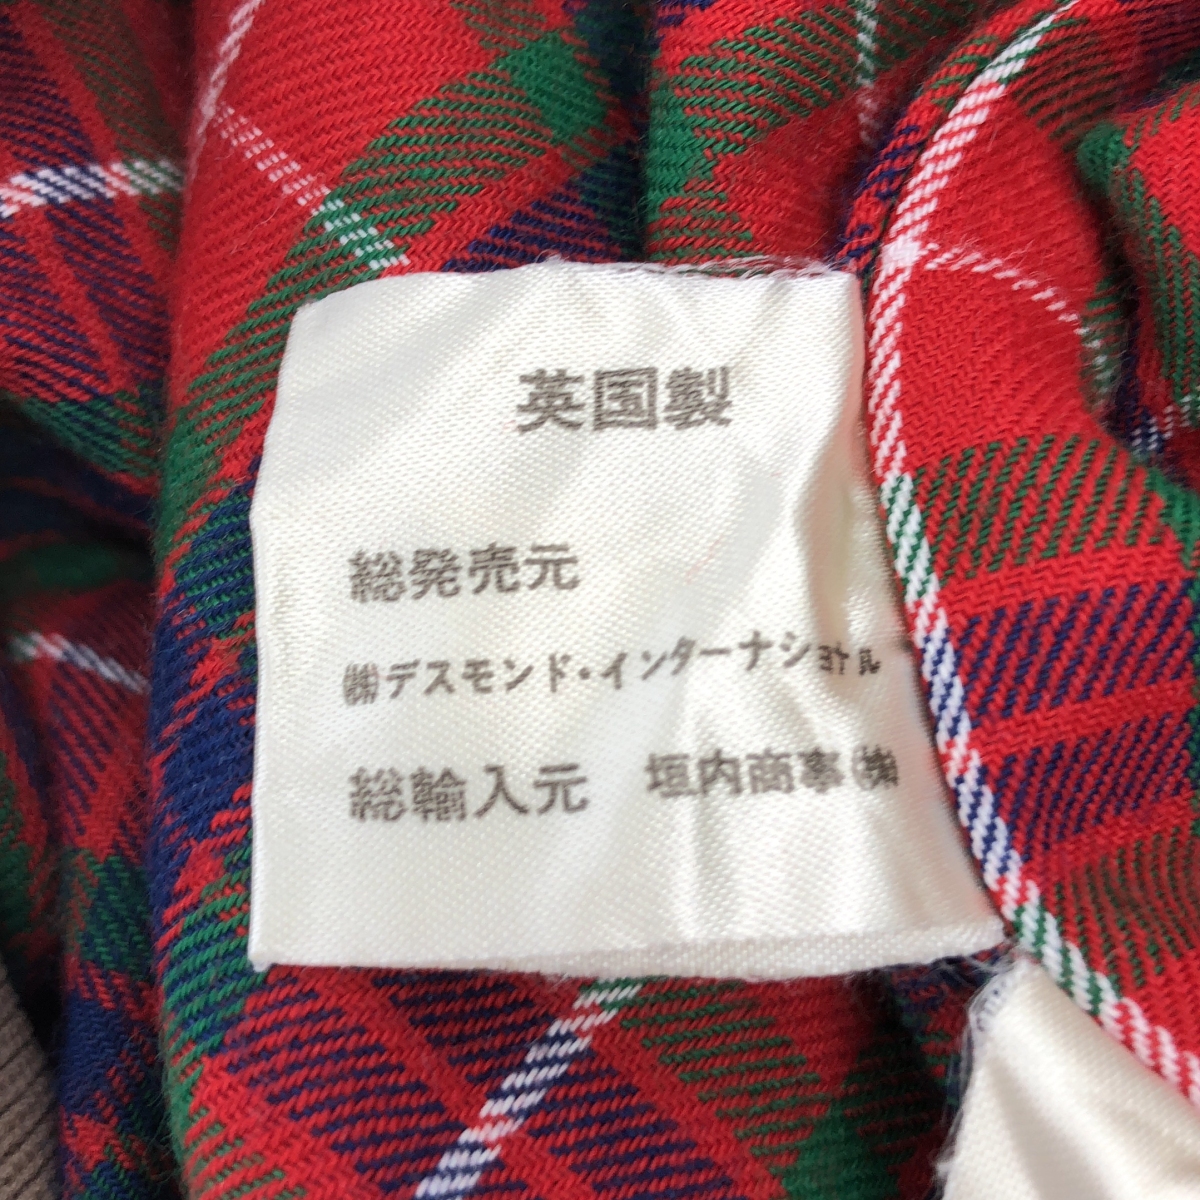 英国製
総発売元
㈱デスモンド・インターナショナル
総輸入元 垣内商事㈱